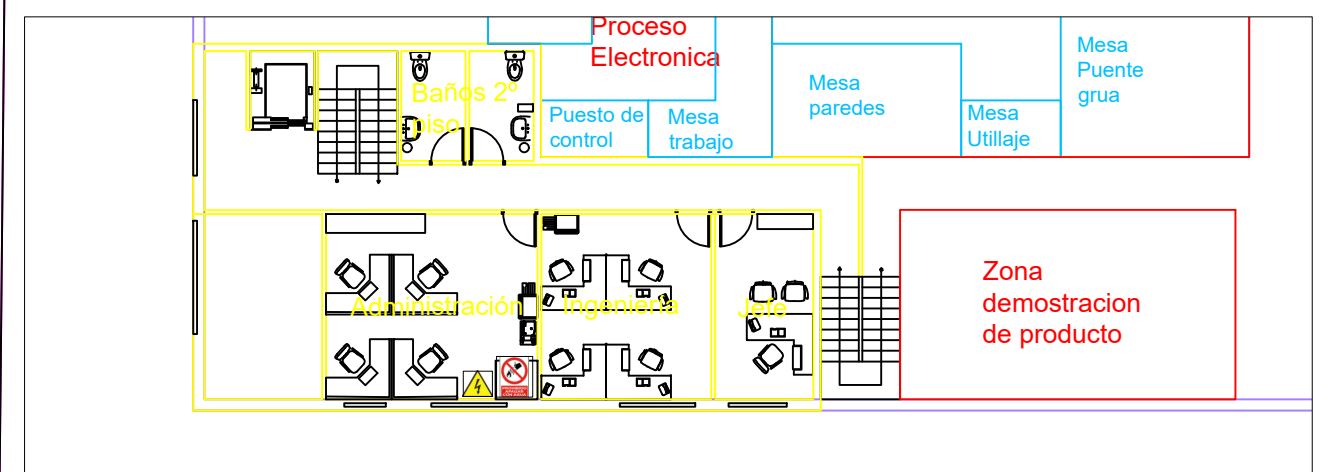 Proceso
Electronica
Mesa
Puente
grua
Mesa
paredes
Baños 2º
piso
Puesto de
control
Mesa
trabajo
Mesa
Utillaje
Zona
demostracion
de producto
Administración
Ingenieria
Jefe